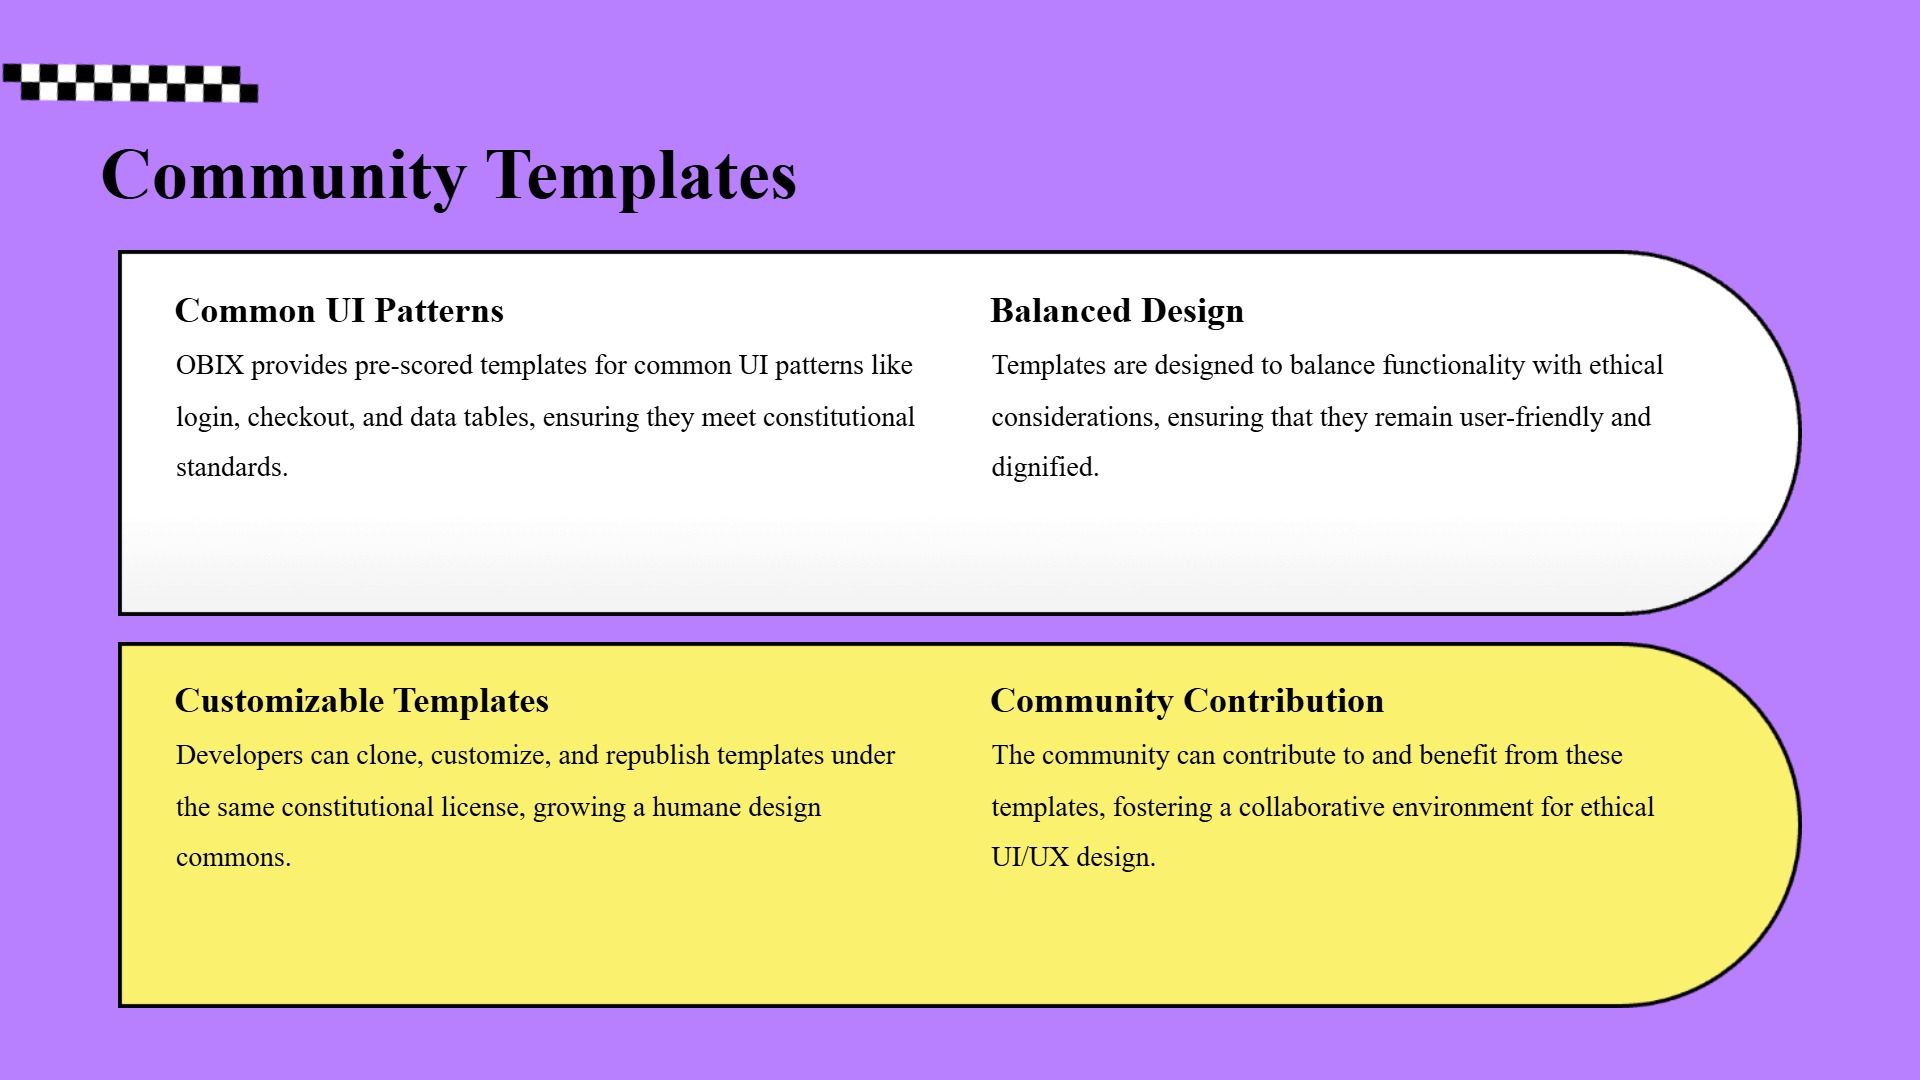 Community Templates
Common UI Patterns
OBIX provides pre-scored templates for common UI patterns like
login, checkout, and data tables, ensuring they meet constitutional
standards.
Balanced Design
Templates are designed to balance functionality with ethical
considerations, ensuring that they remain user-friendly and
dignified.
Customizable Templates
Developers can clone, customize, and republish templates under
the same constitutional license, growing a humane design
commons.
Community Contribution
The community can contribute to and benefit from these
templates, fostering a collaborative environment for ethical
UI/UX design.